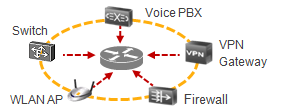 Voice PBX
Switch
VPN
Gateway
WLAN AP
Firewall